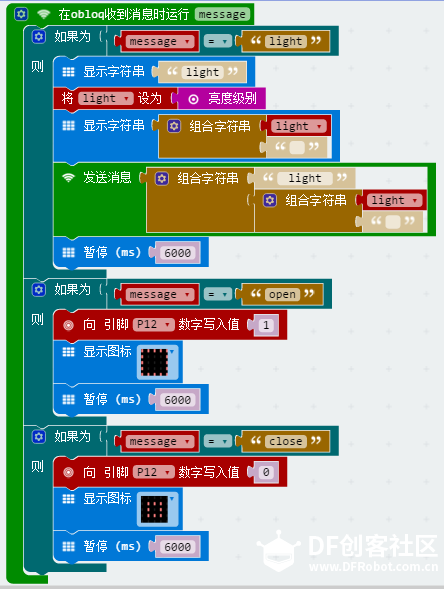 在obloq收到消息时运行 message
如果为 message = “ light ”
则
显示字符串 “ light ”
将 light 设为 亮度级别
显示字符串 组合字符串 light
“ ”
发送消息 组合字符串 “ light ”
组合字符串 light
“ ”
暂停 (ms) 6000
如果为 message = “ open ”
则
向 引脚 P12 数字写入值 1
显示图标
暂停 (ms) 6000
如果为 message = “ close ”
则
向 引脚 P12 数字写入值 0
显示图标
暂停 (ms) 6000
DF创客社区
www.DFRobot.com.cn